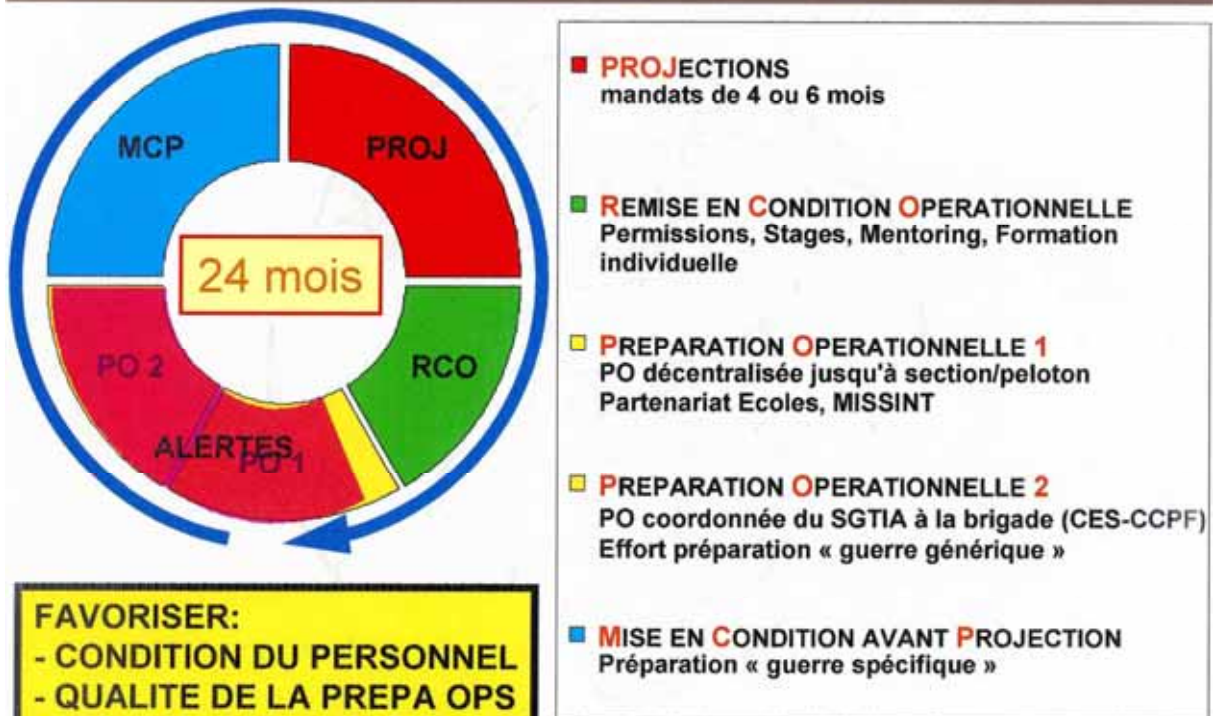 MCP
PROJ
24 mois
PO 2
RCO
ALERTES
PO 1
FAVORISER:
- CONDITION DU PERSONNEL
- QUALITE DE LA PREPA OPS
PROJECTIONS
mandats de 4 ou 6 mois
REMISE EN CONDITION OPERATIONNELLE
Permissions, Stages, Mentoring, Formation
individuelle
PREPARATION OPERATIONNELLE 1
PO décentralisée jusqu'à section/peloton
Partenariat Ecoles, MISSINT
PREPARATION OPERATIONNELLE 2
PO coordonnée du SGTIA à la brigade (CES-CCPF)
Effort préparation « guerre générique »
MISE EN CONDITION AVANT PROJECTION
Préparation « guerre spécifique »